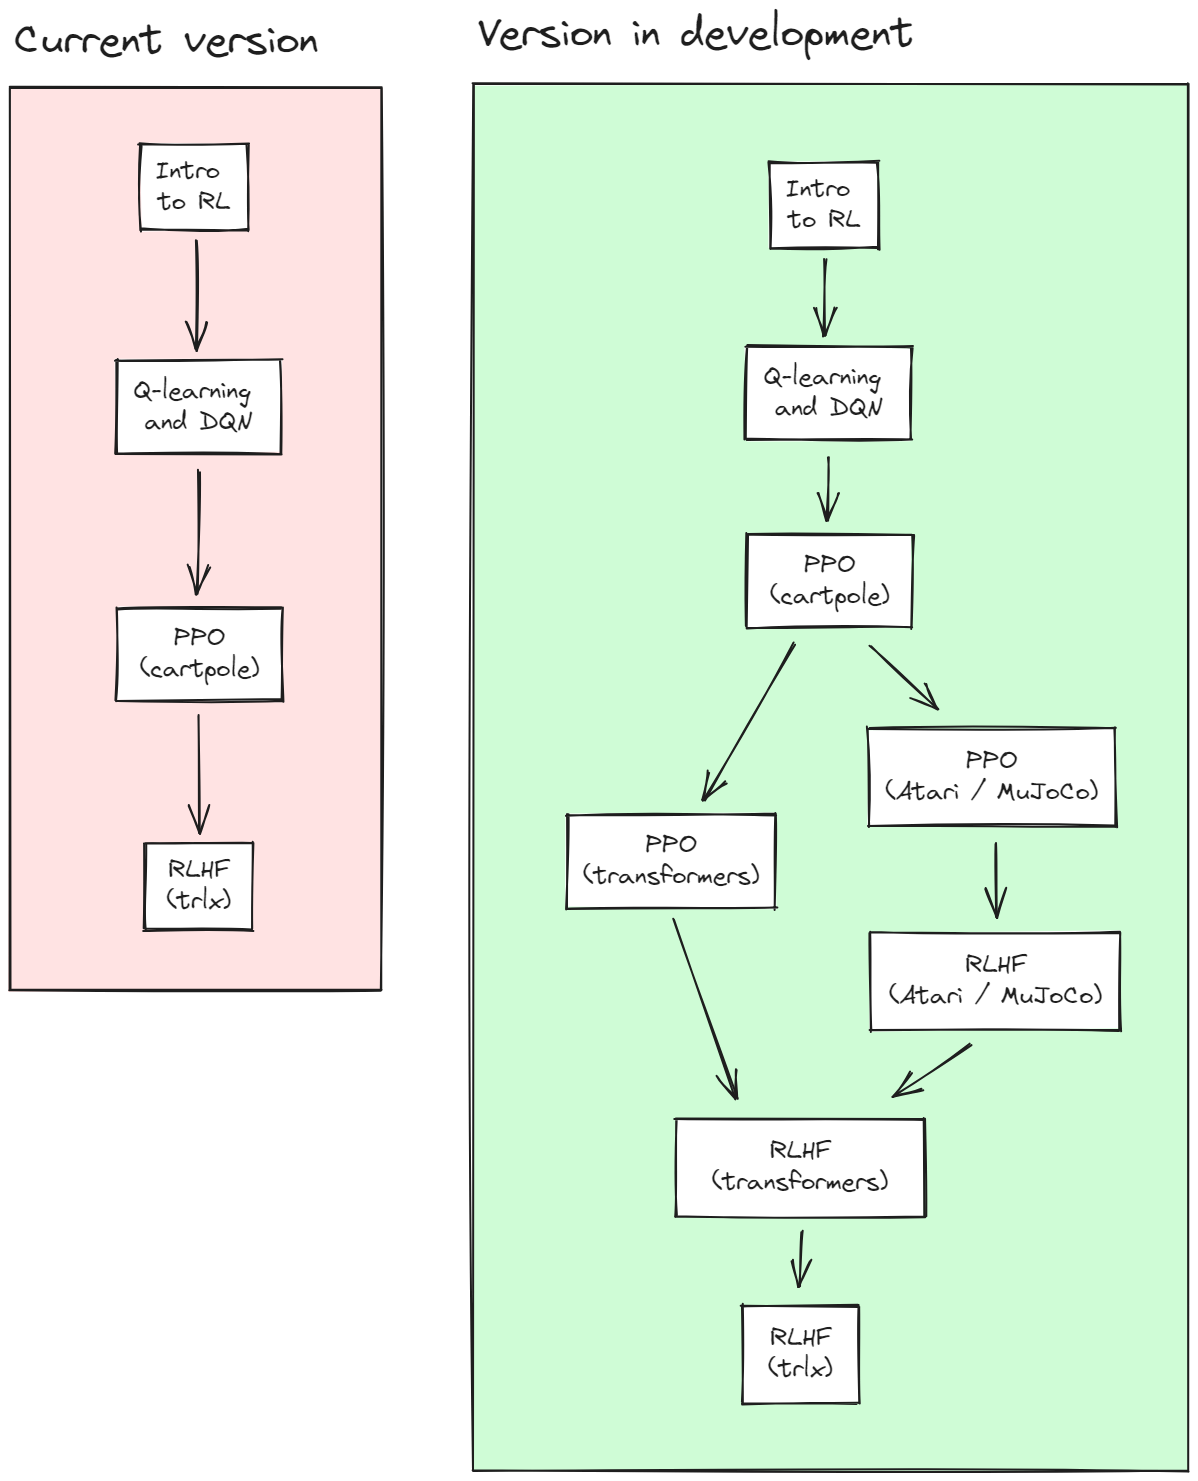 Current version
Intro
to RL
Q-learning
and DQN
PPO
(cartpole)
RLHF
(trlx)
Version in development
Intro
to RL
Q-learning
and DQN
PPO
(cartpole)
PPO
(transformers)
PPO
(Atari / MuJoCo)
RLHF
(Atari / MuJoCo)
RLHF
(transformers)
RLHF
(trlx)